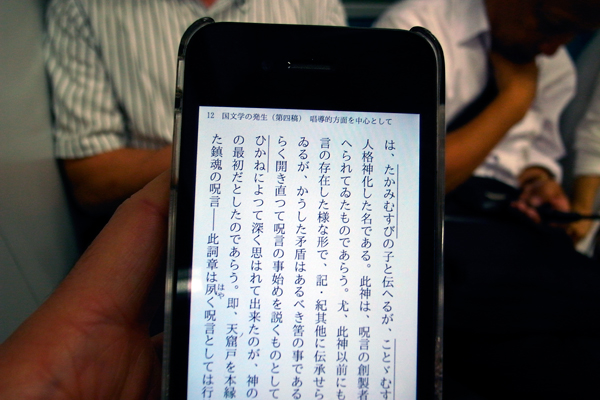 12 国文学の発生（第四稿） 唱導的方面を中心として
は、たかみむすびの子と伝へるが、ことゞむす
人格神化した名である。此神は、呪言の創製者
へられてゐたものであらう。尤、此神以前にも
言の存在した様な形で、記・紀其他に伝承せら
ゐるが、かうした矛盾はあるべき筈の事である
らく開き直つて呪言の事始めを説くものとして
ひかねによつて深く思はれて出来たのが、神の
の最初だとしたのであらう。即、天窟戸を本縁
た鎮魂の呪言――此詞章は夙はやく呪言としては行